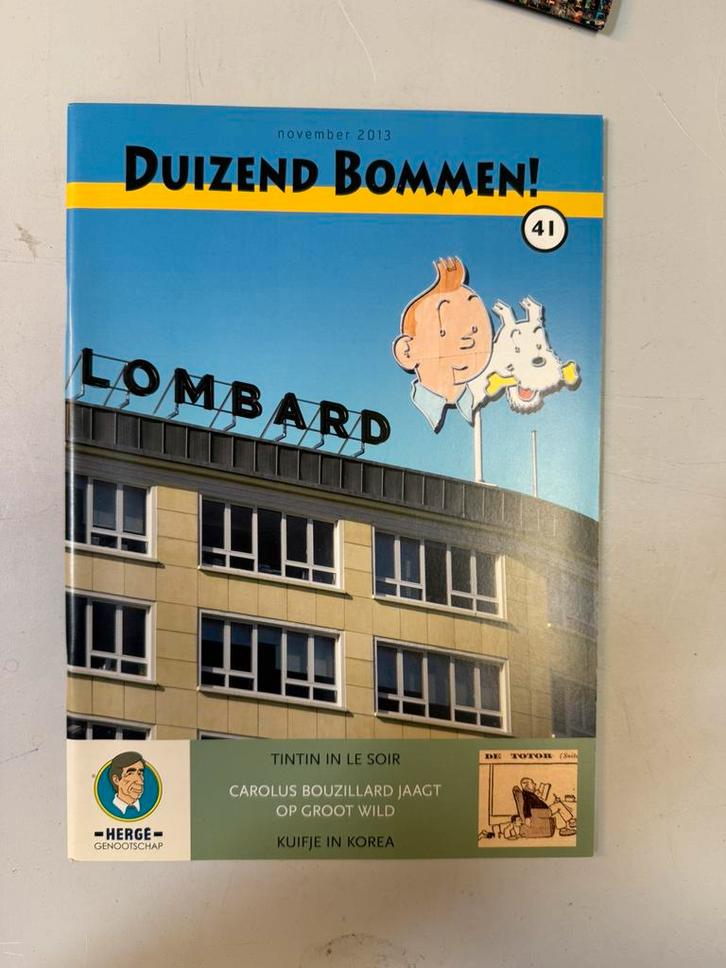 november 2013
DUIZEND BOMMEN!
41
LOMBARD
TINTIN IN LE SOIR
CAROLUS BOUZILLARD JAAGT
OP GROOT WILD
KUIFJE IN KOREA
HERGÉ
GENOOTSCHAP
DE TOTOR